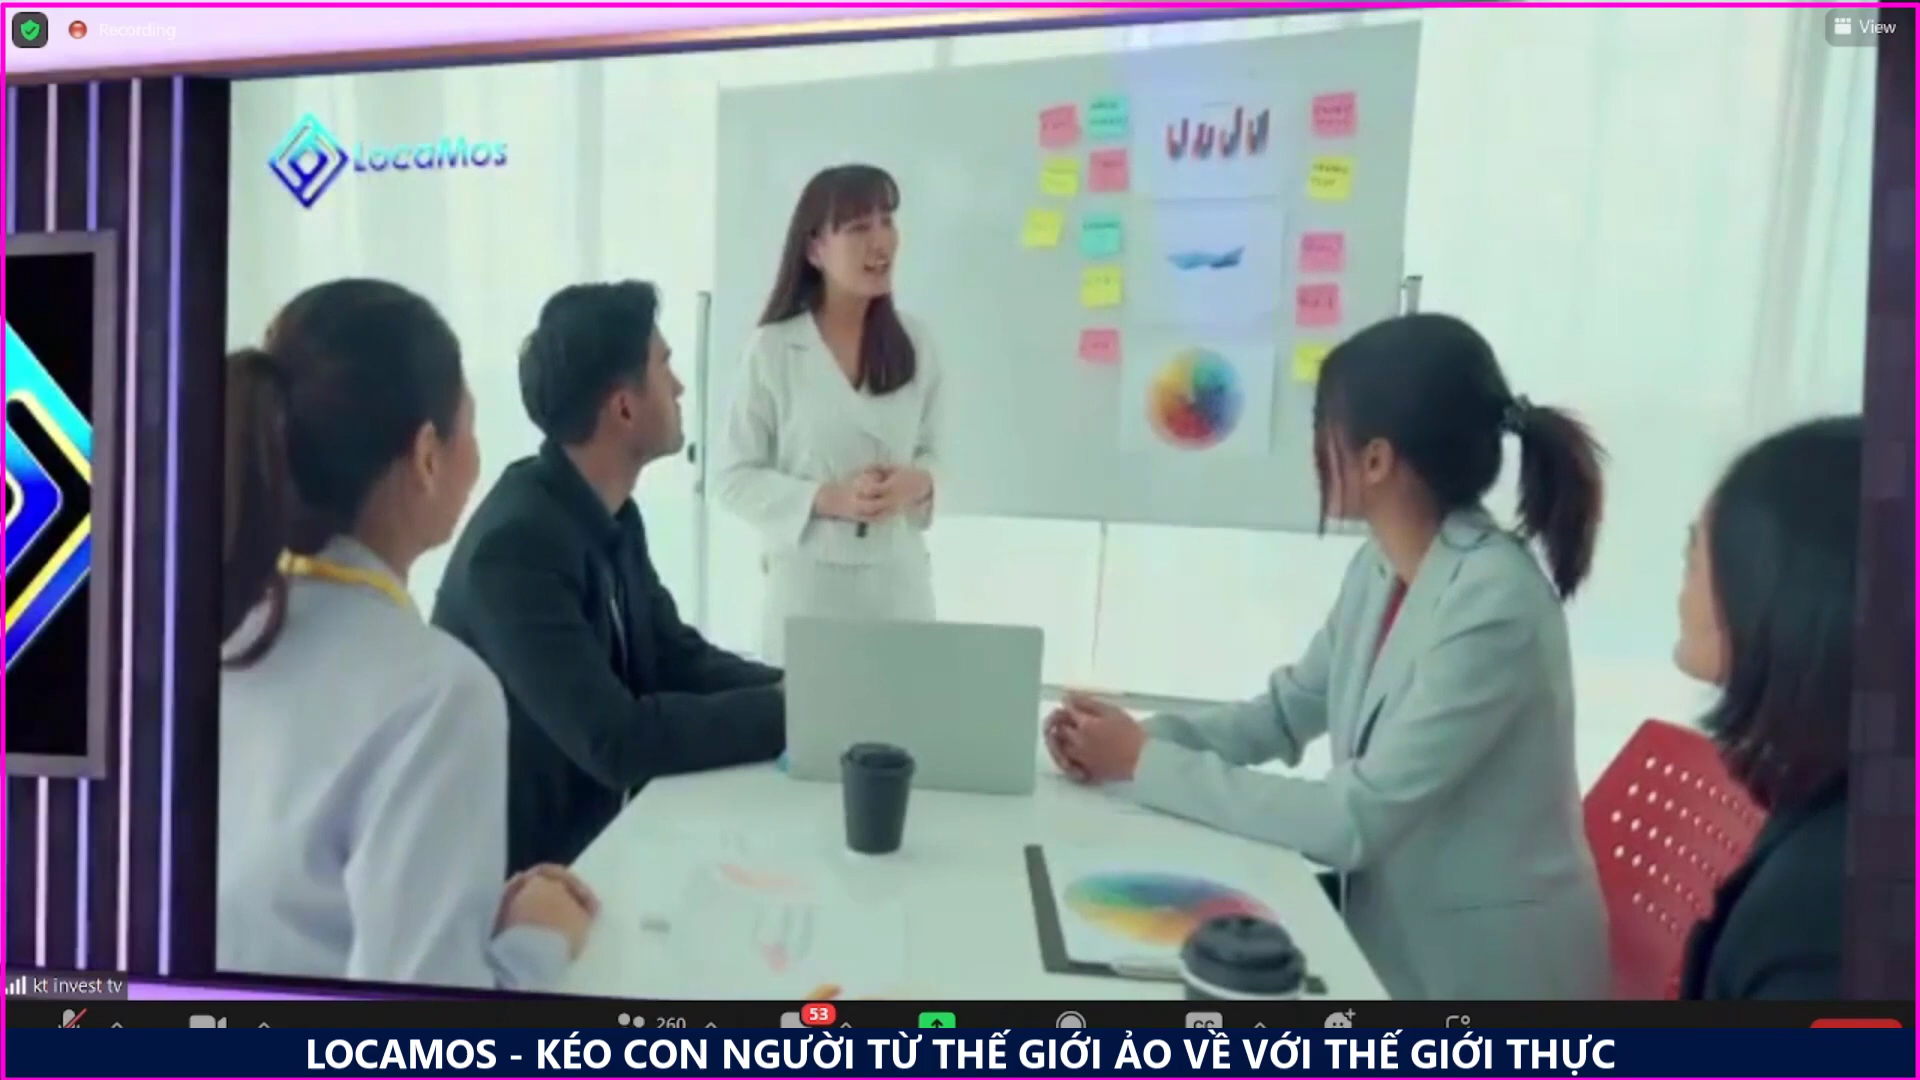 Recording
View
LocaMos
kt invest tv
260
53
CC
LOCAMOS - KÉO CON NGƯỜI TỪ THẾ GIỚI ẢO VỀ VỚI THẾ GIỚI THỰC